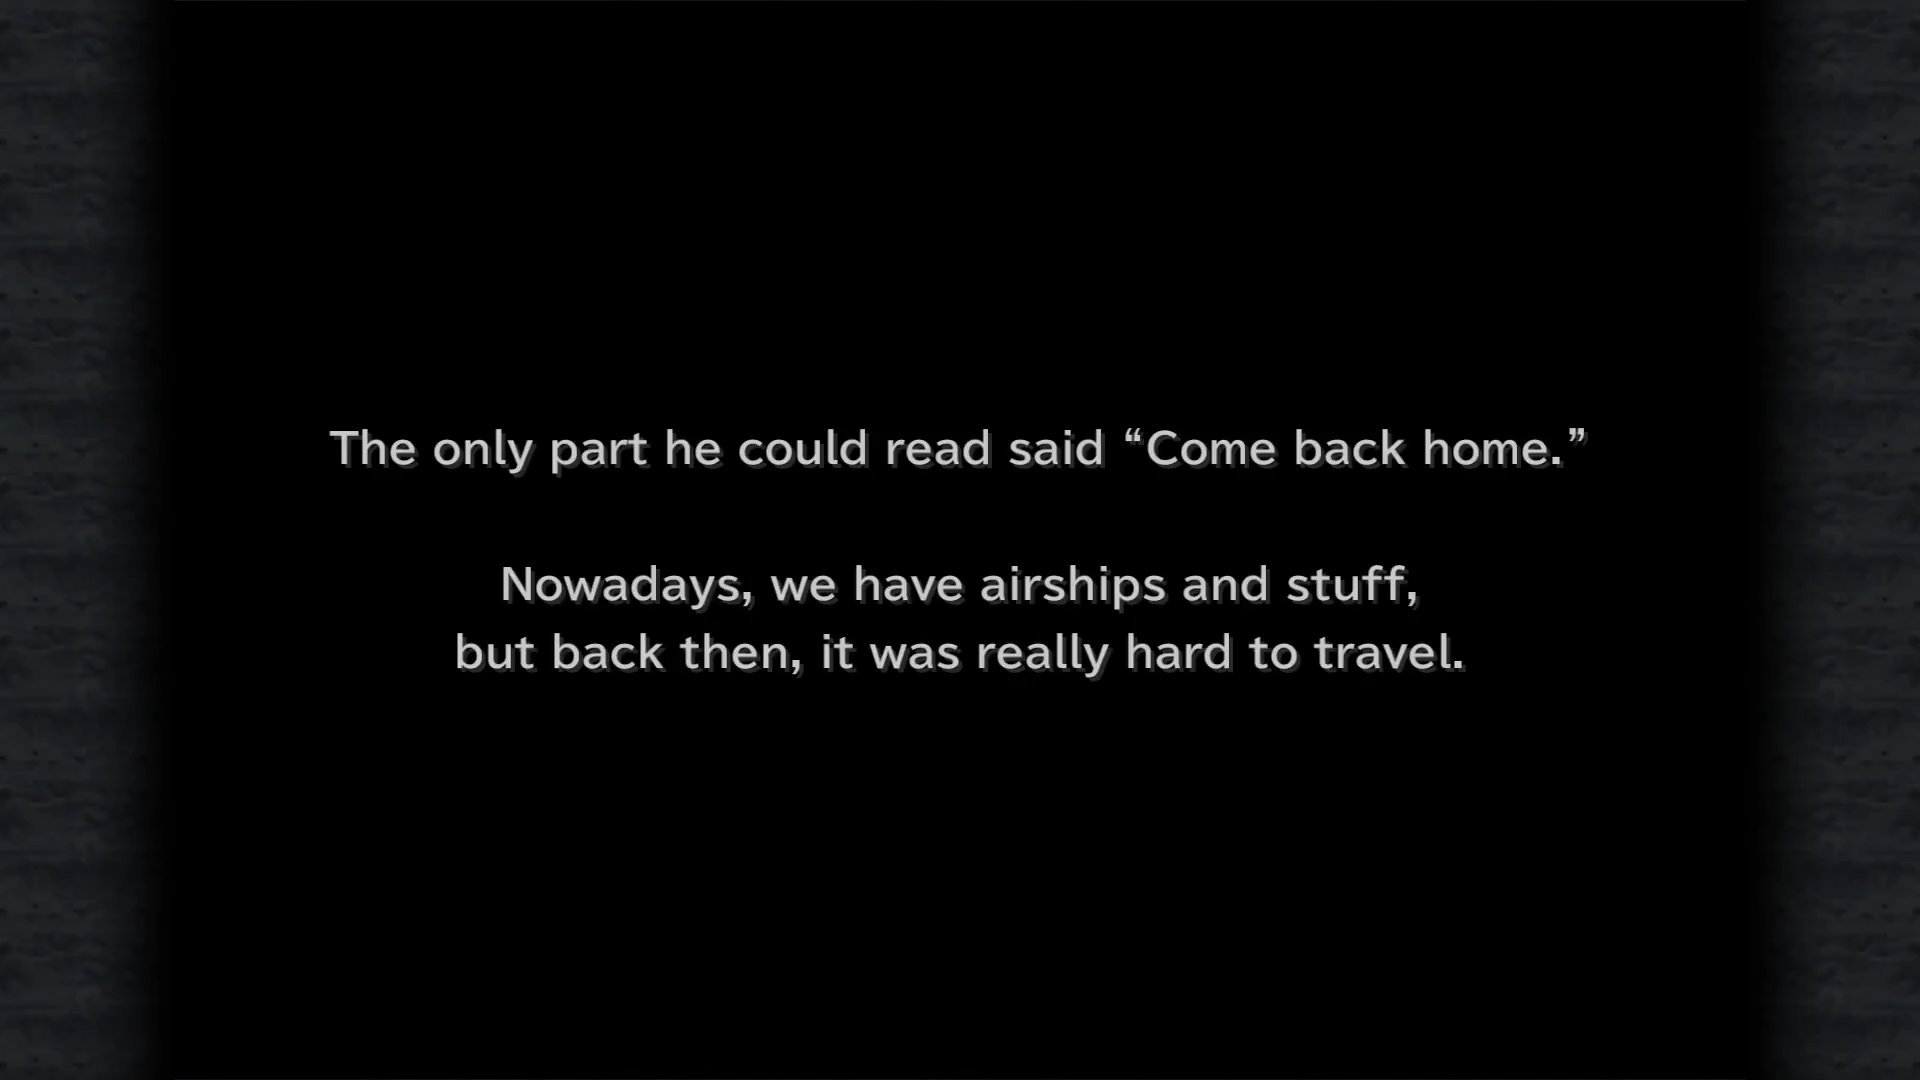 The only part he could read said “Come back home.”
Nowadays, we have airships and stuff,
but back then, it was really hard to travel.